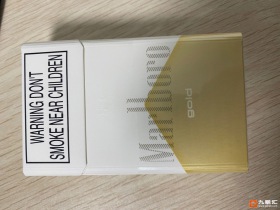 WARNING DON'T
SMOKE NEAR CHILDREN
Marlboro
gold